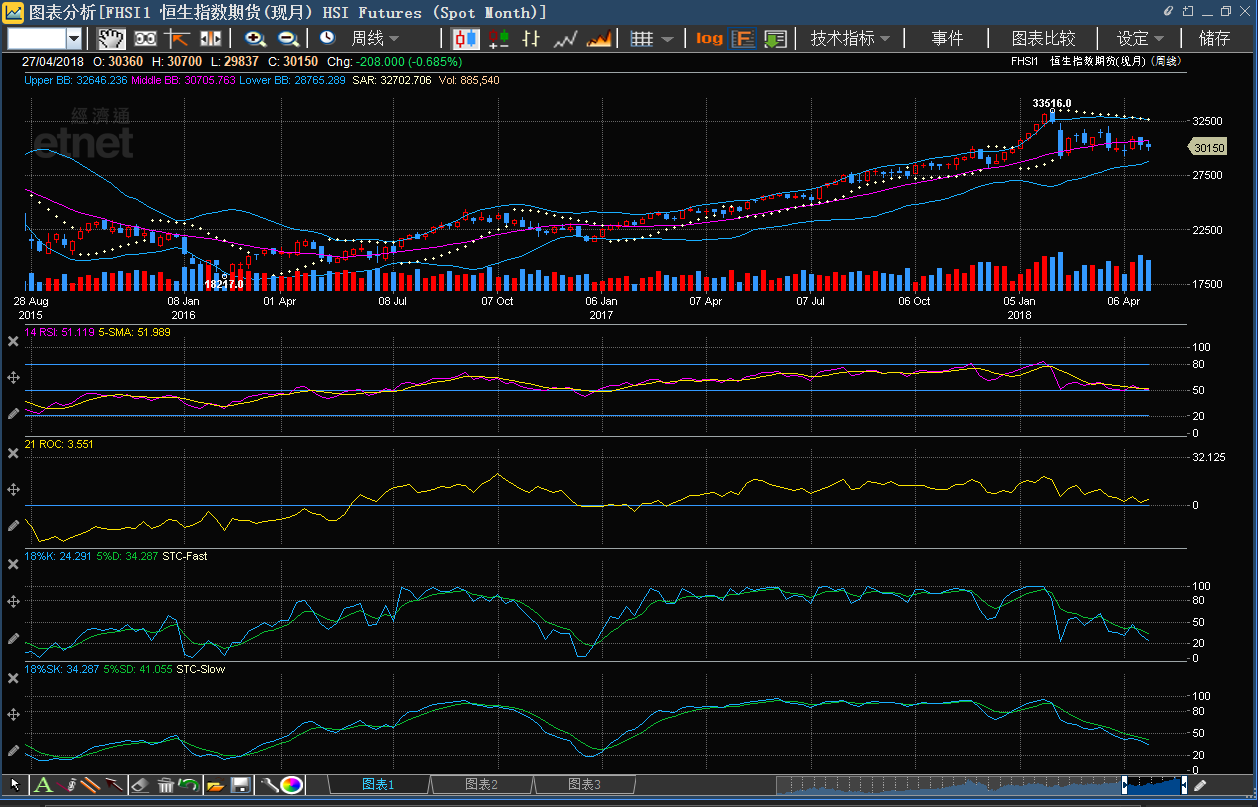 图表分析[FHSI1 恒生指数期货(现月) HSI Futures (Spot Month)]
周线 log 技术指标 事件 图表比较 设定 储存
27/04/2018 O: 30360 H: 30700 L: 29837 C: 30150 Chg: -208.000 (-0.685%) FHSI1 恒生指数期货(现月) (周线)
Upper BB: 32646.236 Middle BB: 30705.763 Lower BB: 28765.289 SAR: 32702.706 Vol: 885,540
經濟通
etnet
33516.0
32500
30150
27500
22500
18217.0
17500
28 Aug 08 Jan 01 Apr 08 Jul 07 Oct 06 Jan 07 Apr 07 Jul 06 Oct 05 Jan 06 Apr
2015 2016 2017 2018
14 RSI: 51.119 5-SMA: 51.989
100
80
50
20
0
21 ROC: 3.551
32.125
0
18%K: 24.291 5%D: 34.287 STC-Fast
100
80
50
20
0
18%SK: 34.287 5%SD: 41.055 STC-Slow
100
80
50
20
0
A 图表1 图表2 图表3